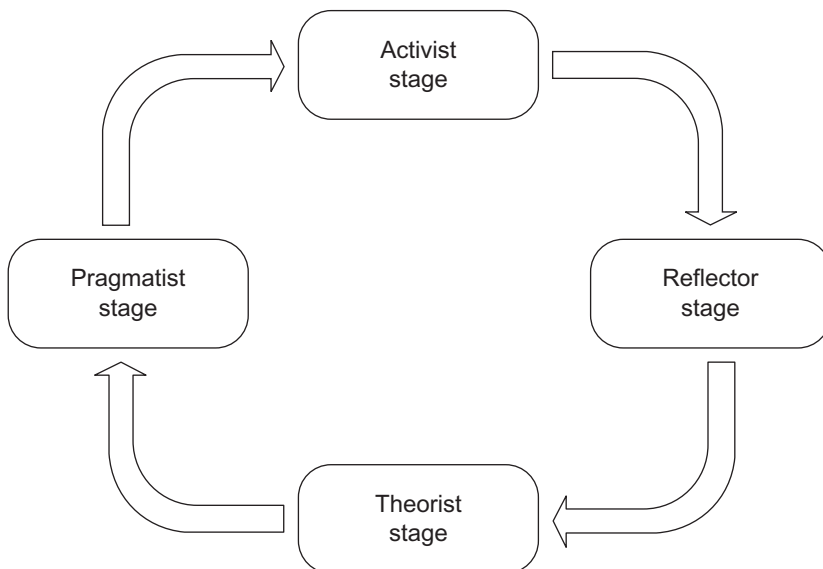 Activist
stage
Pragmatist
stage
Reflector
stage
Theorist
stage